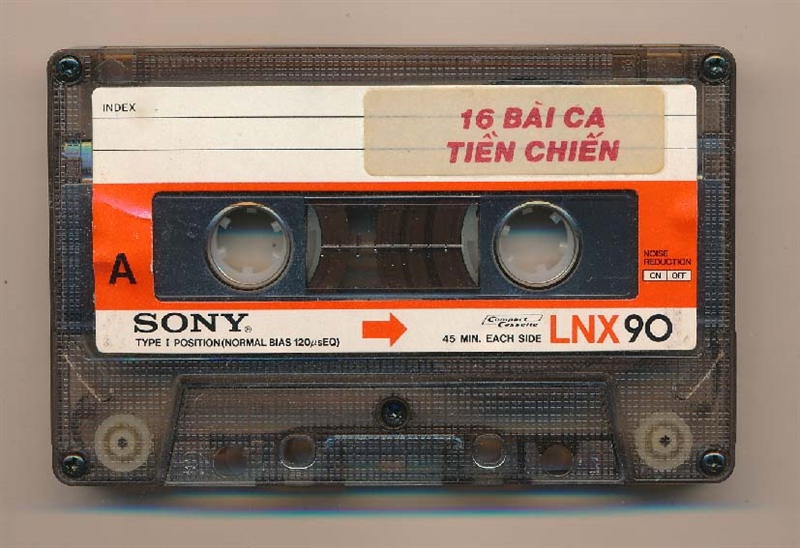 INDEX
16 BÀI CA
TIỀN CHIẾN
A
NOISE
REDUCTION
ON OFF
SONY®
TYPE I POSITION(NORMAL BIAS 120μsEQ)
Compact
Cassette
45 MIN. EACH SIDE
LNX 90